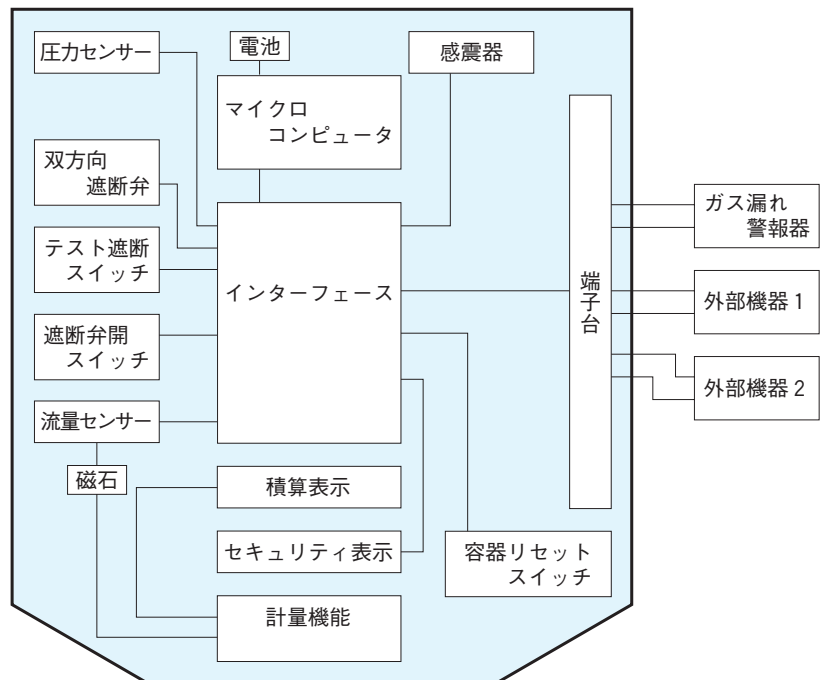 圧力センサー
電池
感震器
マイクロ
コンピュータ
双方向
遮断弁
ガス漏れ
警報器
テスト遮断
スイッチ
インターフェース
端子台
外部機器1
遮断弁開
スイッチ
外部機器2
流量センサー
磁石
積算表示
セキュリティ表示
容器リセット
スイッチ
計量機能